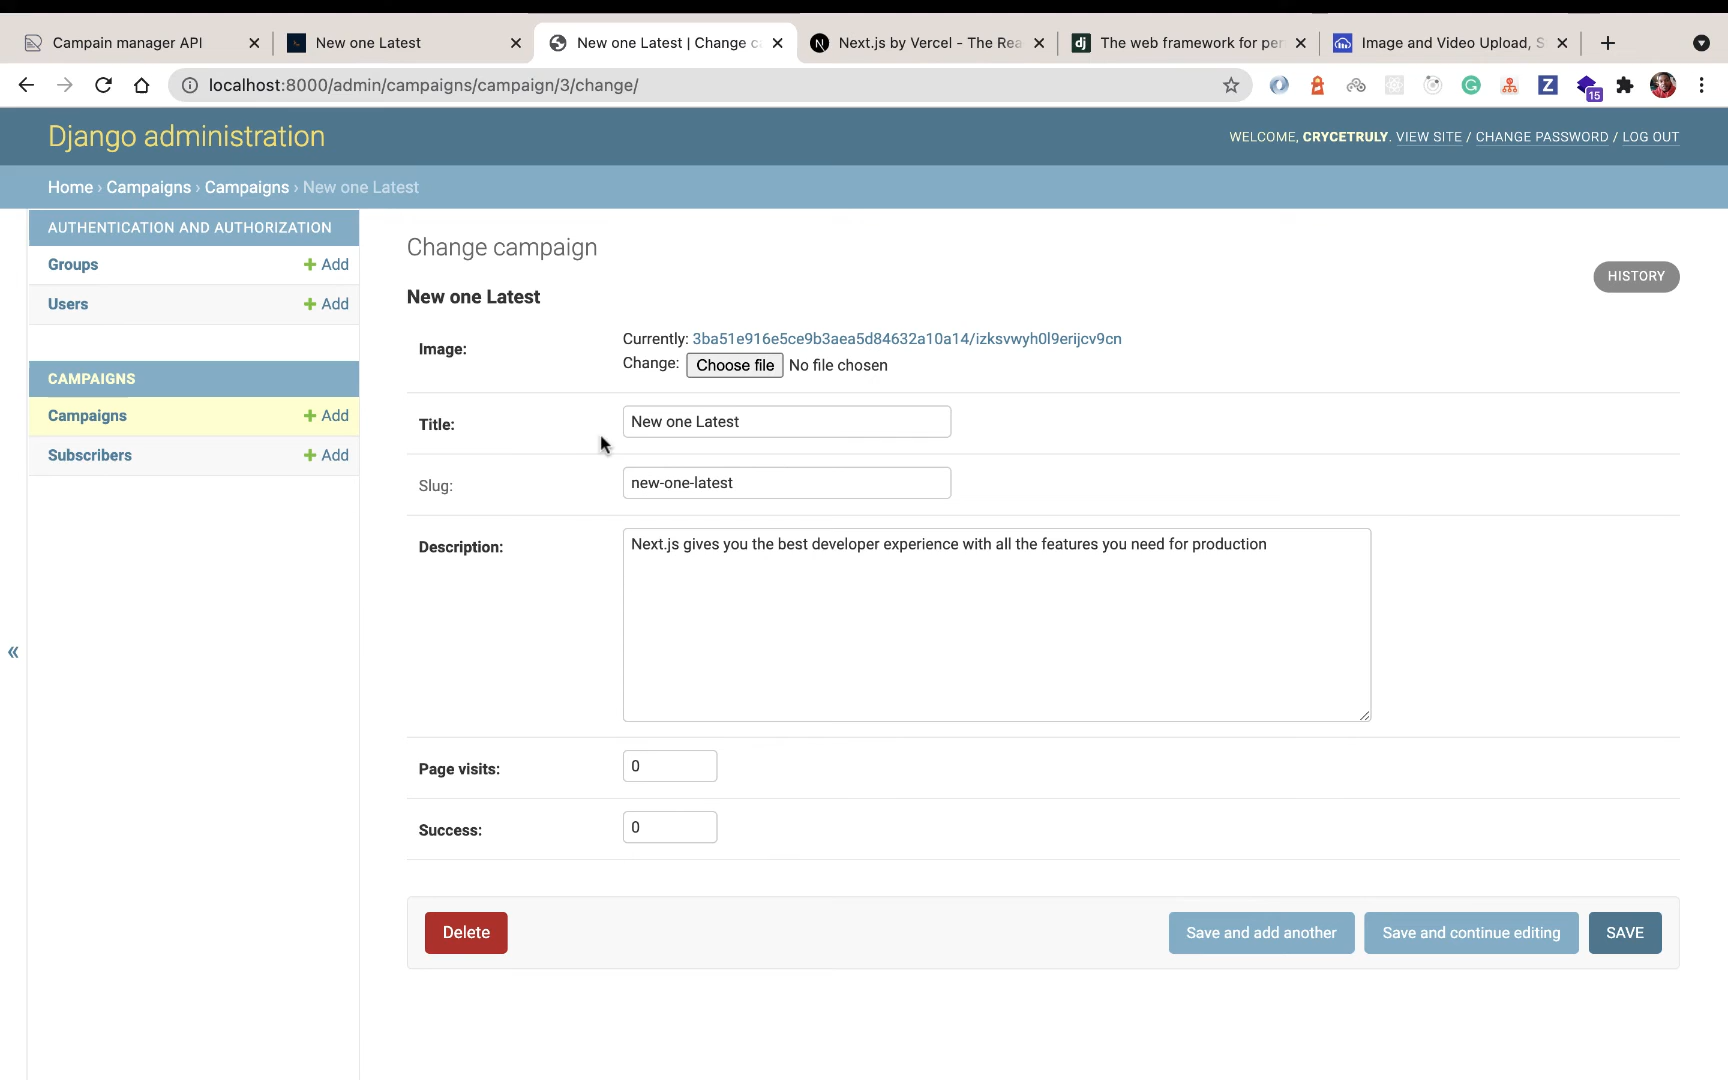 Campain manager API
New one Latest
New one Latest | Change c
Next.js by Vercel - The Rea
The web framework for per
Image and Video Upload, S
localhost:8000/admin/campaigns/campaign/3/change/
15
Django administration
WELCOME, CRYCETRULY. VIEW SITE / CHANGE PASSWORD / LOG OUT
Home › Campaigns › Campaigns › New one Latest
AUTHENTICATION AND AUTHORIZATION
Groups + Add
Users + Add
CAMPAIGNS
Campaigns + Add
Subscribers + Add
«
Change campaign
HISTORY
New one Latest
Image:
Currently: 3ba51e916e5ce9b3aea5d84632a10a14/izksvwyh0l9erijcv9cn
Change: Choose file No file chosen
Title: New one Latest
Slug: new-one-latest
Description: Next.js gives you the best developer experience with all the features you need for production
Page visits: 0
Success: 0
Delete
Save and add another
Save and continue editing
SAVE